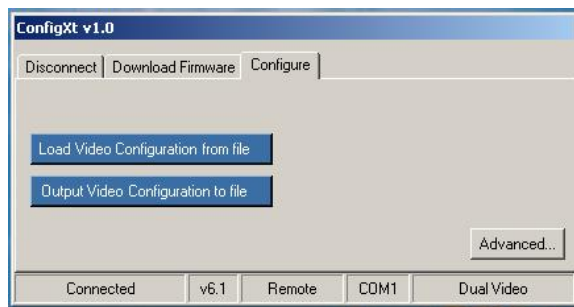 ConfigXt v1.0
Disconnect Download Firmware Configure
Load Video Configuration from file
Output Video Configuration to file
Advanced...
Connected v6.1 Remote COM1 Dual Video